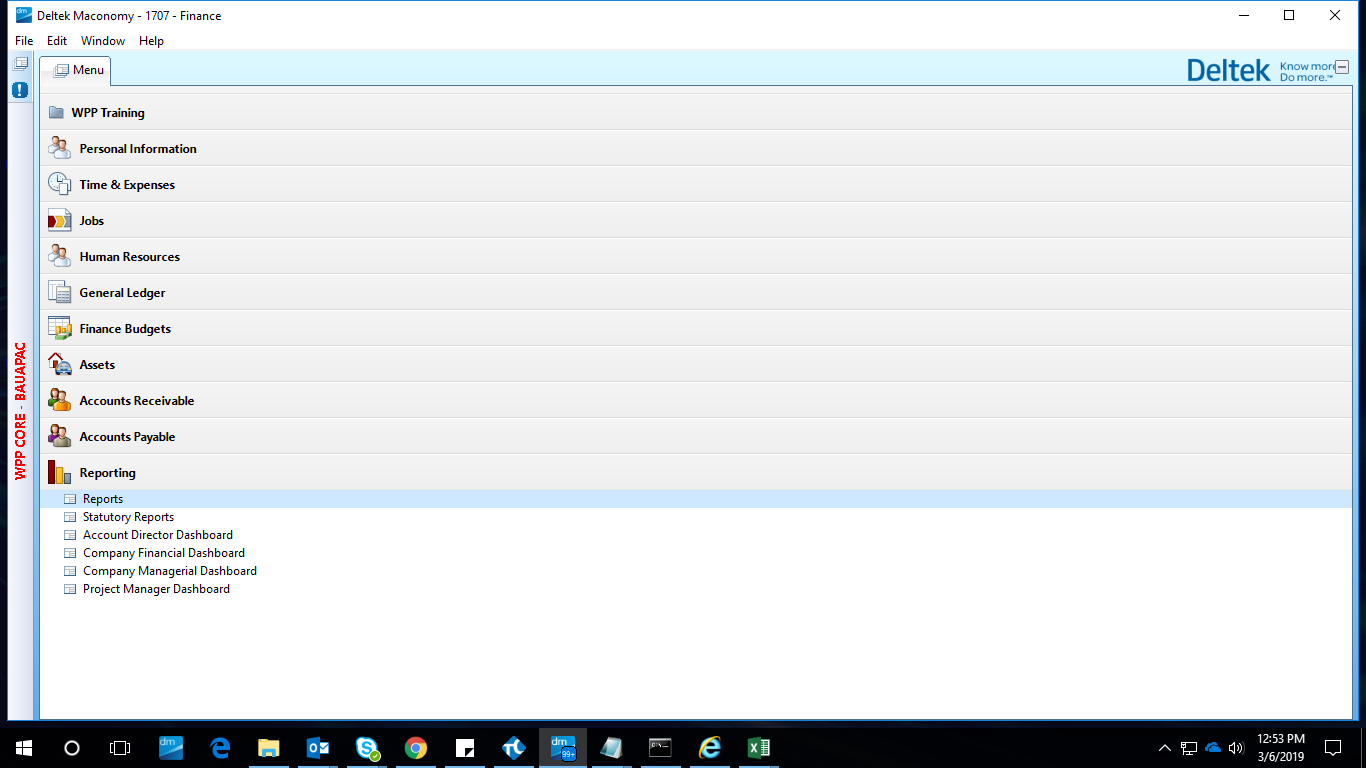 Deltek Maconomy - 1707 - Finance
File Edit Window Help
Menu
Deltek Know more
Do more.™
WPP Training
Personal Information
Time & Expenses
Jobs
Human Resources
General Ledger
Finance Budgets
Assets
Accounts Receivable
Accounts Payable
Reporting
Reports
Statutory Reports
Account Director Dashboard
Company Financial Dashboard
Company Managerial Dashboard
Project Manager Dashboard
WPP CORE - BAUAPAC
dm
99+
12:53 PM
3/6/2019